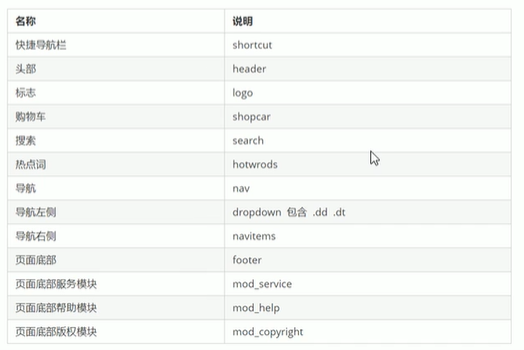 名称 说明
快捷导航栏 shortcut
头部 header
标志 logo
购物车 shopcar
搜素 search
热点词 hotwrods
导航 nav
导航左侧 dropdown 包含 .dd .dt
导航右侧 navitems
页面底部 footer
页面底部服务模块 mod_service
页面底部帮助模块 mod_help
页面底部版权模块 mod_copyright